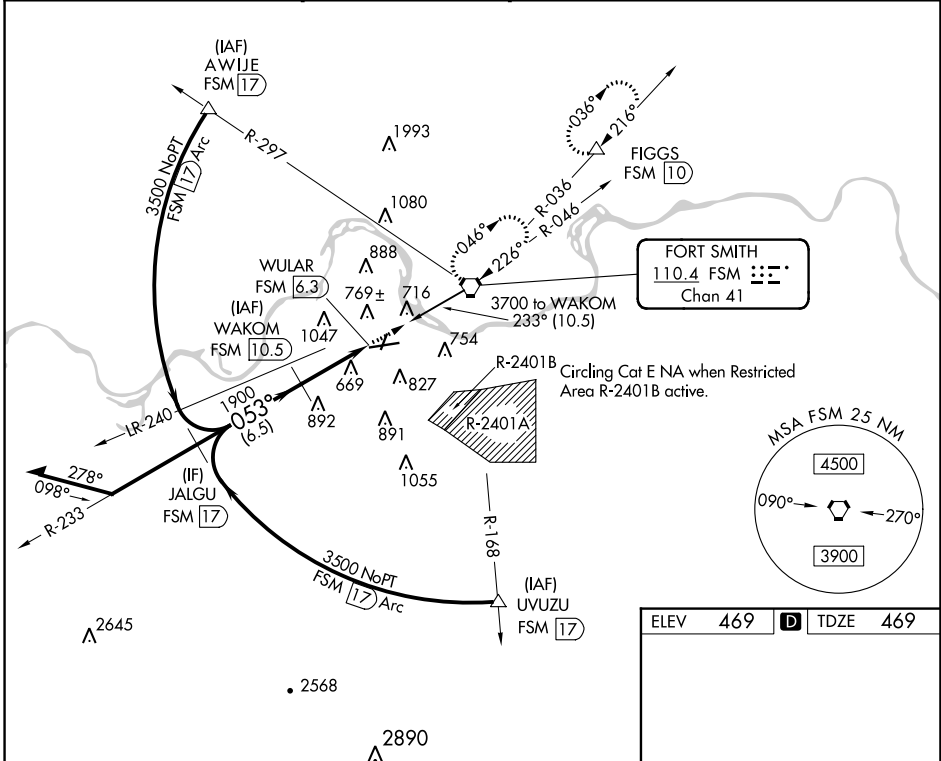 (IAF)
AWIJE
FSM 17
R-297
3500 NoPT
FSM 17 Arc
1993
1080
888
WULAR
FSM 6.3
769±
716
(IAF)
WAKOM
FSM 10.5
1047
036°
216°
FIGGS
FSM 10
R-036
R-046
046°
226°
FORT SMITH
110.4 FSM
Chan 41
3700 to WAKOM
233° (10.5)
754
669
827
R-2401B
Circling Cat E NA when Restricted
Area R-2401B active.
R-2401A
LR-240
1900
053°
(6.5)
892
891
1055
278°
098°
R-233
(IF)
JALGU
FSM 17
R-168
3500 NoPT
FSM 17 Arc
(IAF)
UVUZU
FSM 17
MSA FSM 25 NM
4500
090°
270°
3900
2645
2568
2890
ELEV 469 D TDZE 469